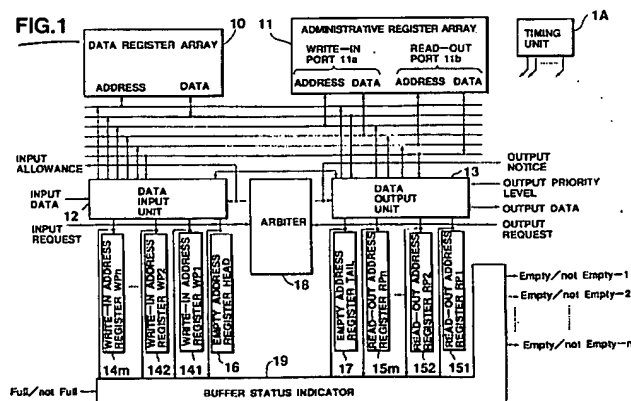 FIG.1
10
DATA REGISTER ARRAY
ADDRESS DATA
11
ADMINISTRATIVE REGISTER ARRAY
WRITE-IN PORT 11a
READ-OUT PORT 11b
ADDRESS DATA ADDRESS DATA
1A
TIMING UNIT
INPUT ALLOWANCE
INPUT DATA
12
DATA INPUT UNIT
INPUT REQUEST
ARBITER
18
13
DATA OUTPUT UNIT
OUTPUT NOTICE
OUTPUT PRIORITY LEVEL
OUTPUT DATA
OUTPUT REQUEST
WRITE-IN ADDRESS REGISTER WPn
WRITE-IN ADDRESS REGISTER WP2
WRITE-IN ADDRESS REGISTER WP1
EMPTY ADDRESS REGISTER HEAD
EMPTY ADDRESS REGISTER TAIL
READ-OUT ADDRESS REGISTER RPn
READ-OUT ADDRESS REGISTER RP2
READ-OUT ADDRESS REGISTER RP1
14m 142 141 16 17 15m 152 151
Empty/not Empty-1
Empty/not Empty-2
Empty/not Empty-n
19
Full/not Full
BUFFER STATUS INDICATOR